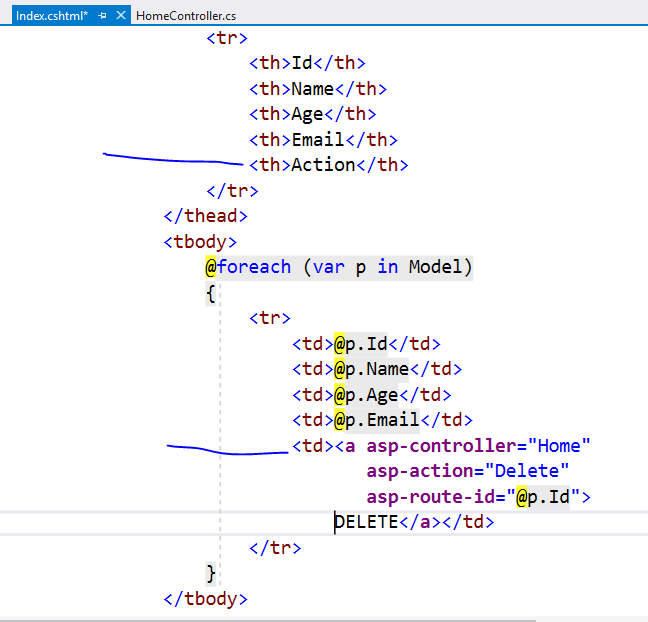 Index.cshtml* HomeController.cs
<tr>
<th>Id</th>
<th>Name</th>
<th>Age</th>
<th>Email</th>
<th>Action</th>
</tr>
</thead>
<tbody>
@foreach (var p in Model)
{
<tr>
<td>@p.Id</td>
<td>@p.Name</td>
<td>@p.Age</td>
<td>@p.Email</td>
<td><a asp-controller="Home"
asp-action="Delete"
asp-route-id="@p.Id">
DELETE</a></td>
</tr>
}
</tbody>